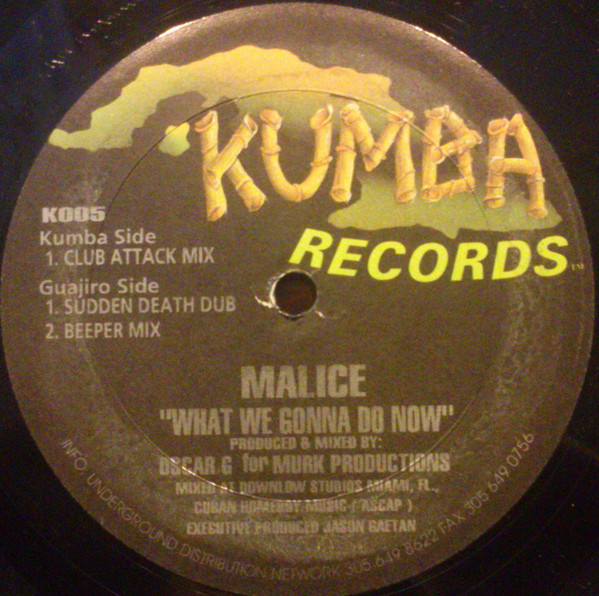 KUMBA
RECORDS TM
K005
Kumba Side
1. CLUB ATTACK MIX
Guajiro Side
1. SUDDEN DEATH DUB
2. BEEPER MIX
MALICE
"WHAT WE GONNA DO NOW"
PRODUCED & MIXED BY:
OSCAR G for MURK PRODUCTIONS
MIXED AT DOWNLOW STUDIOS MIAMI, FL.,
CUBAN HOMEBOY MUSIC ( ASCAP )
EXECUTIVE PRODUCED JASON GAETAN
INFO. UNDERGROUND DISTRIBUTION NETWORK 305 649 8622 FAX 305 649 0756